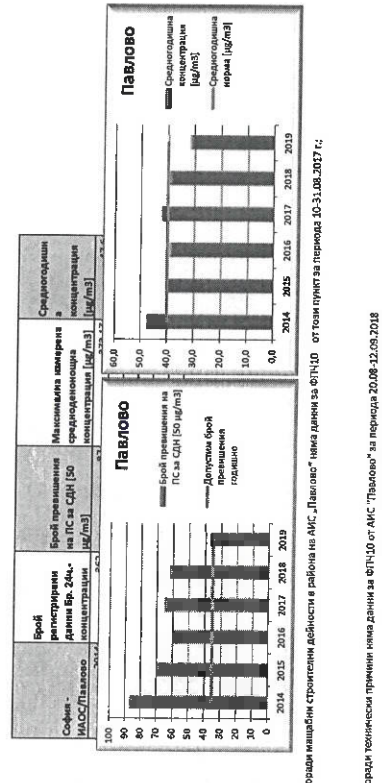 София -
ИАОС/Павлово
Брой
регистрирани
данни Бр. 24ч.-
концентрации
Брой превишения
на ПС за СДН [50
µg/m3]
Максимална измерена
средноденонощна
концентрация [µg/m3]
Средногодишн
а
концентрация
[µg/m3]
Павлово
100
90
80
70
60
50
40
30
20
10
0
2014 2015 2016 2017 2018 2019
Брой превишения на
ПС за СДН [50 µg/m3]
Допустим брой
превишения
годишно
Павлово
60,0
50,0
40,0
30,0
20,0
10,0
0,0
2014 2015 2016 2017 2018 2019
Средногодишна
концентрация
[µg/m3]
Средногодишна
норма [µg/m3]
оради мащабни строителни дейности в района на АИС „Павлово" няма данни за ФПЧ10 от този пункт за периода 10-31.08.2017 г.;
оради технически причини няма данни за ФПЧ10 от АИС "Павлово" за периода 20.08-12.09.2018